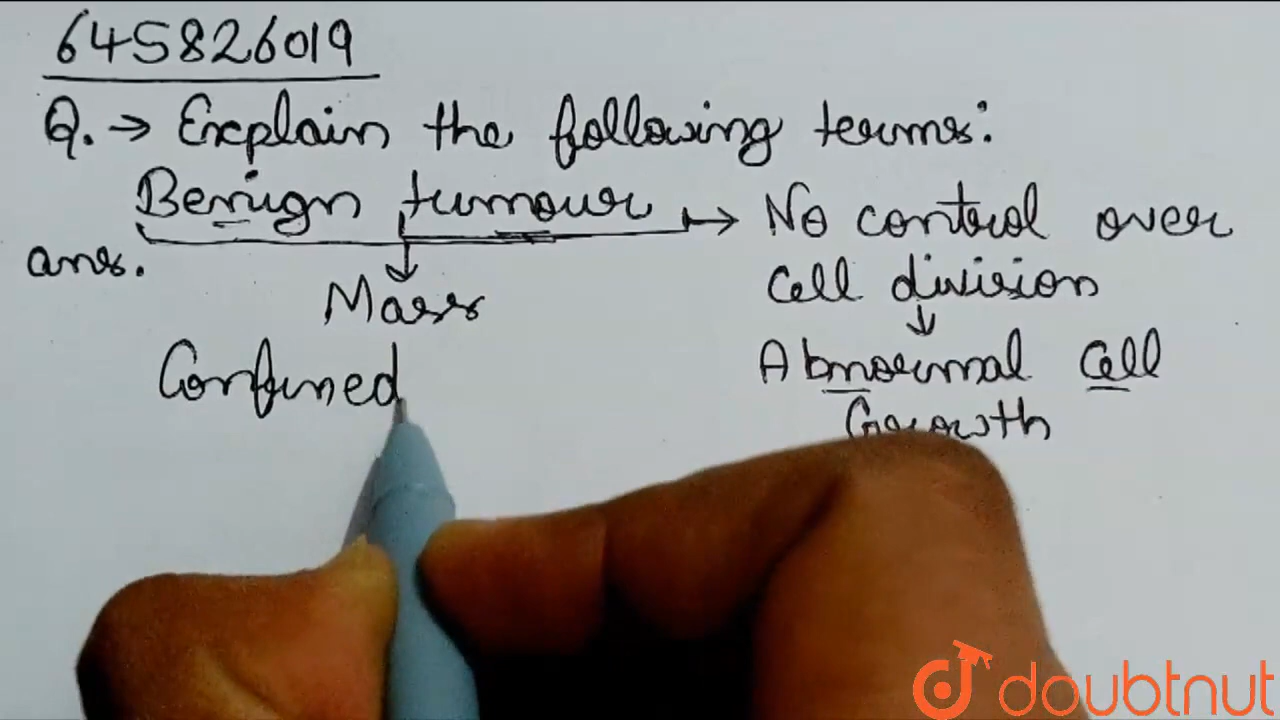 645826019
Q. → Explain the following terms:
Benign tumour → No control over
ans.
cell division
Mass
Abnormal Cell
Confined
Growth
doubtnut